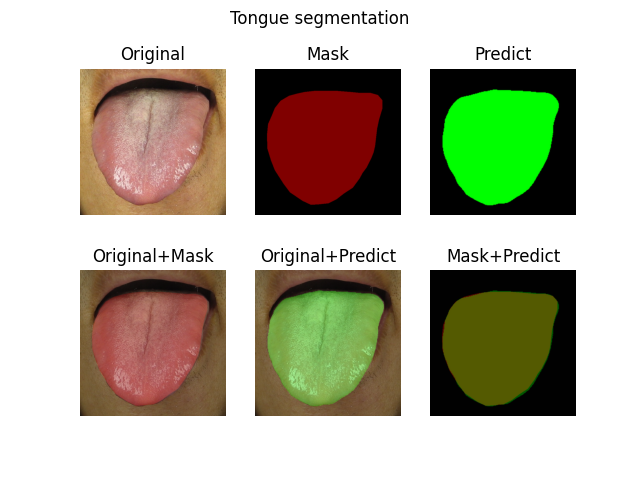 Tongue segmentation
Original
Mask
Predict
Original+Mask
Original+Predict
Mask+Predict